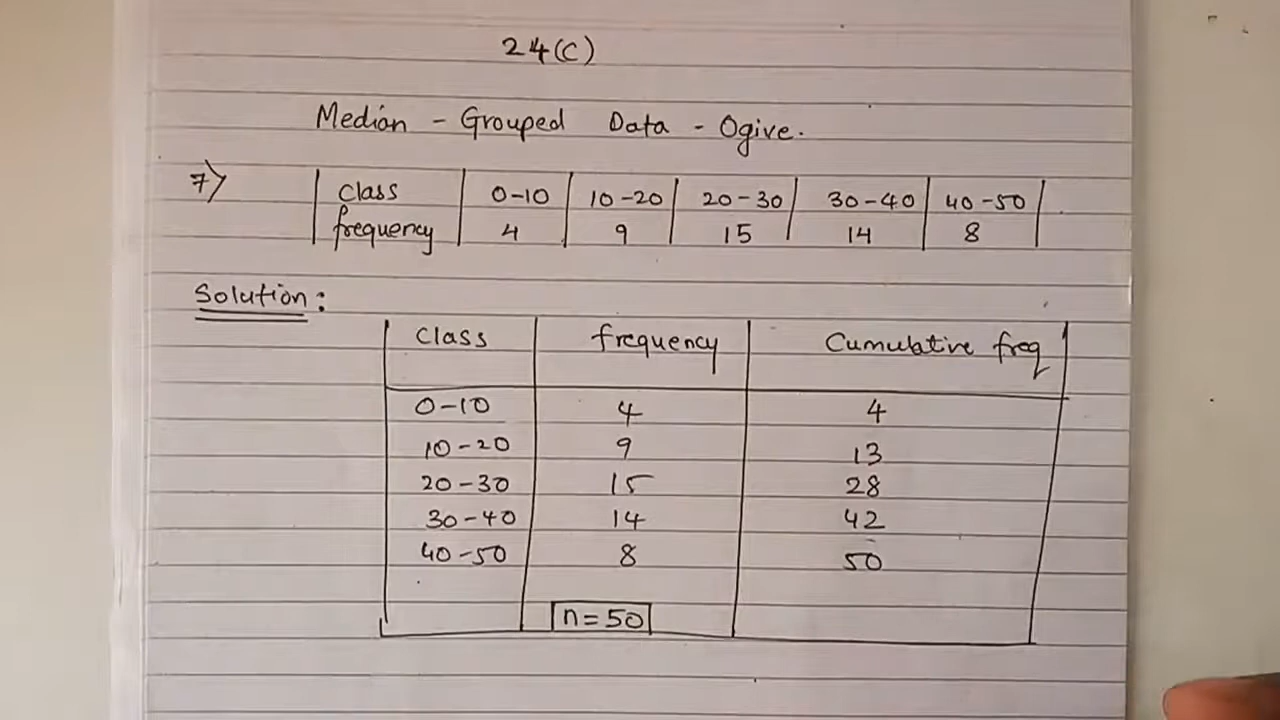 24(C)
Median - Grouped Data - Ogive.
7) Class 0-10 10-20 20-30 30-40 40-50
frequency 4 9 15 14 8
Solution:
Class frequency Cumulative freq
0-10 4 4
10-20 9 13
20-30 15 28
30-40 14 42
40-50 8 50
n=50